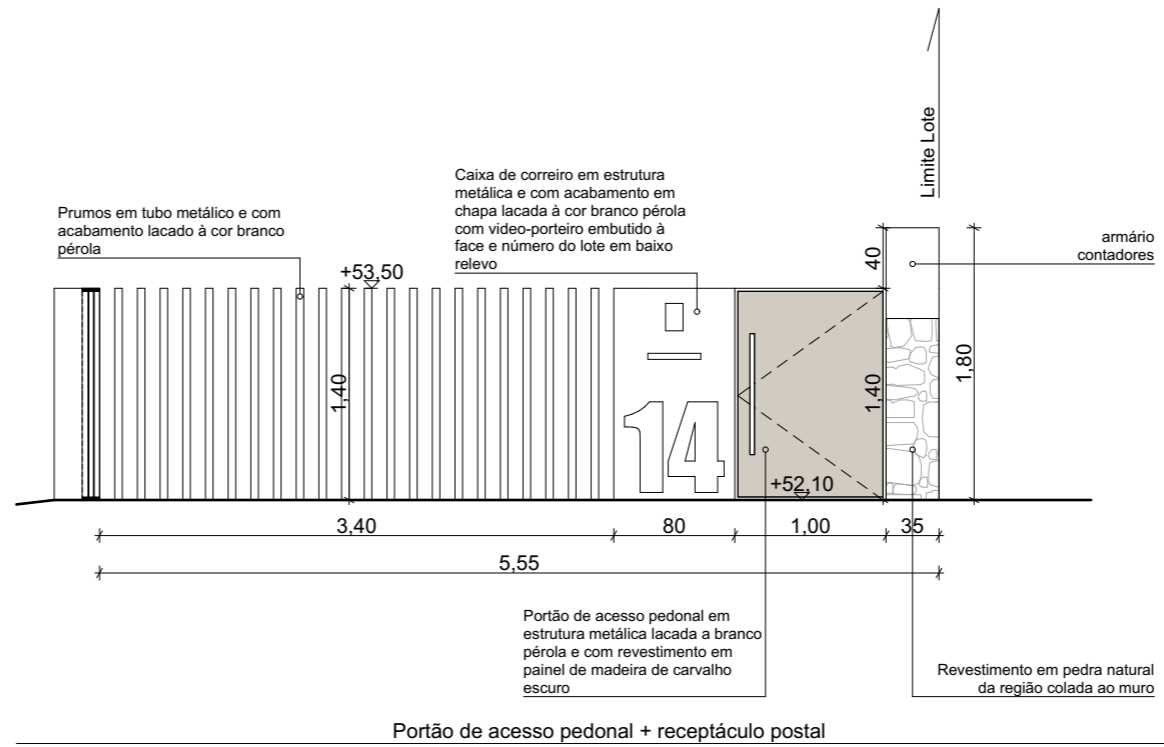 Limite Lote
Caixa de correiro em estrutura
metálica e com acabamento em
chapa lacada à cor branco pérola
com video-porteiro embutido à
face e número do lote em baixo
relevo
Prumos em tubo metálico e com
acabamento lacado à cor branco
pérola
armário
contadores
+53,50
40
1,40
1,40
1,80
14
+52,10
3,40
80
1,00
35
5,55
Portão de acesso pedonal em
estrutura metálica lacada a branco
pérola e com revestimento em
painel de madeira de carvalho
escuro
Revestimento em pedra natural
da região colada ao muro
Portão de acesso pedonal + receptáculo postal